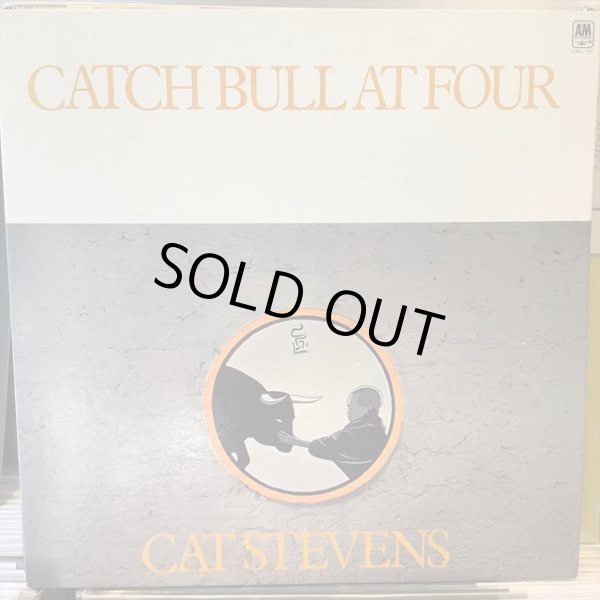 A&M
CATCH BULL AT FOUR
SOLD OUT
CAT STEVENS